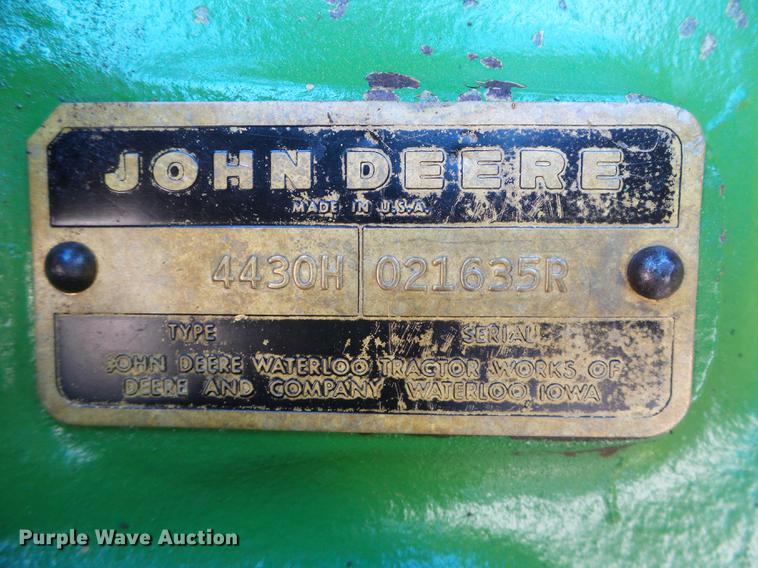 JOHN DEERE
MADE IN U.S.A.
4430H 021635R
TYPE SERIAL
JOHN DEERE WATERLOO TRACTOR WORKS OF
DEERE AND COMPANY WATERLOO IOWA
Purple Wave Auction